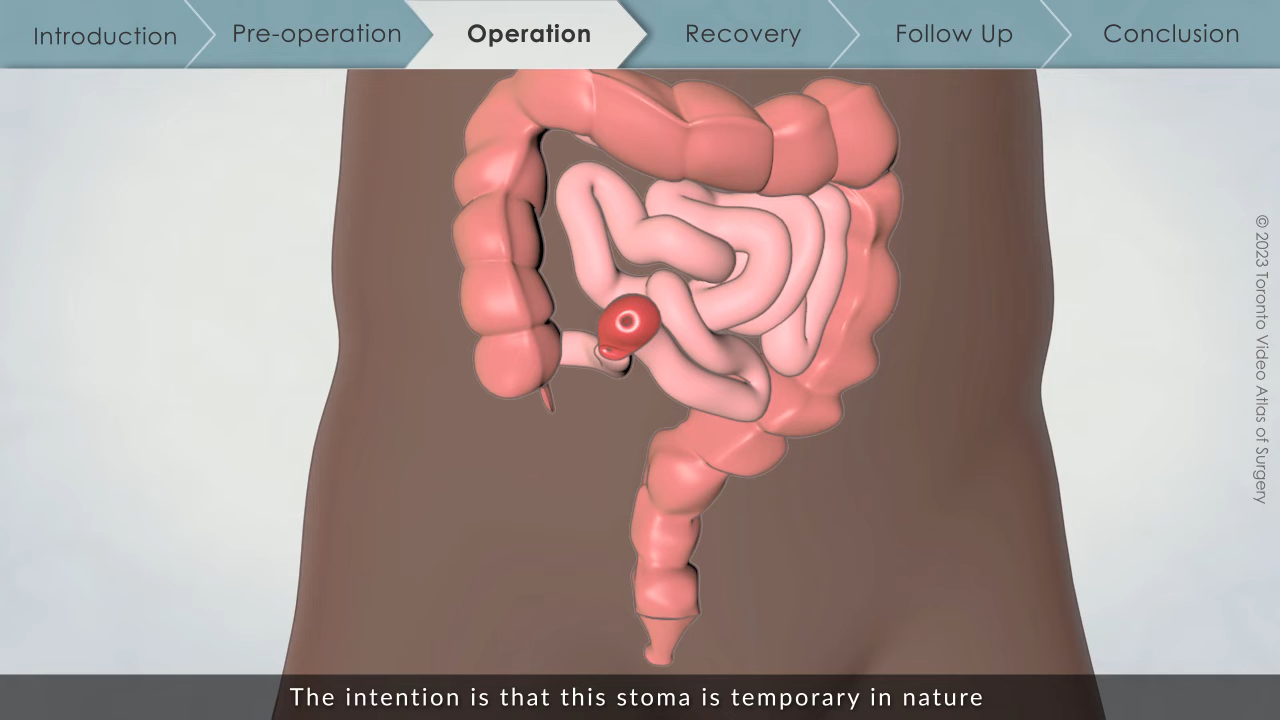 Introduction
Pre-operation
Operation
Recovery
Follow Up
Conclusion
© 2023 Toronto Video Atlas of Surgery
The intention is that this stoma is temporary in nature